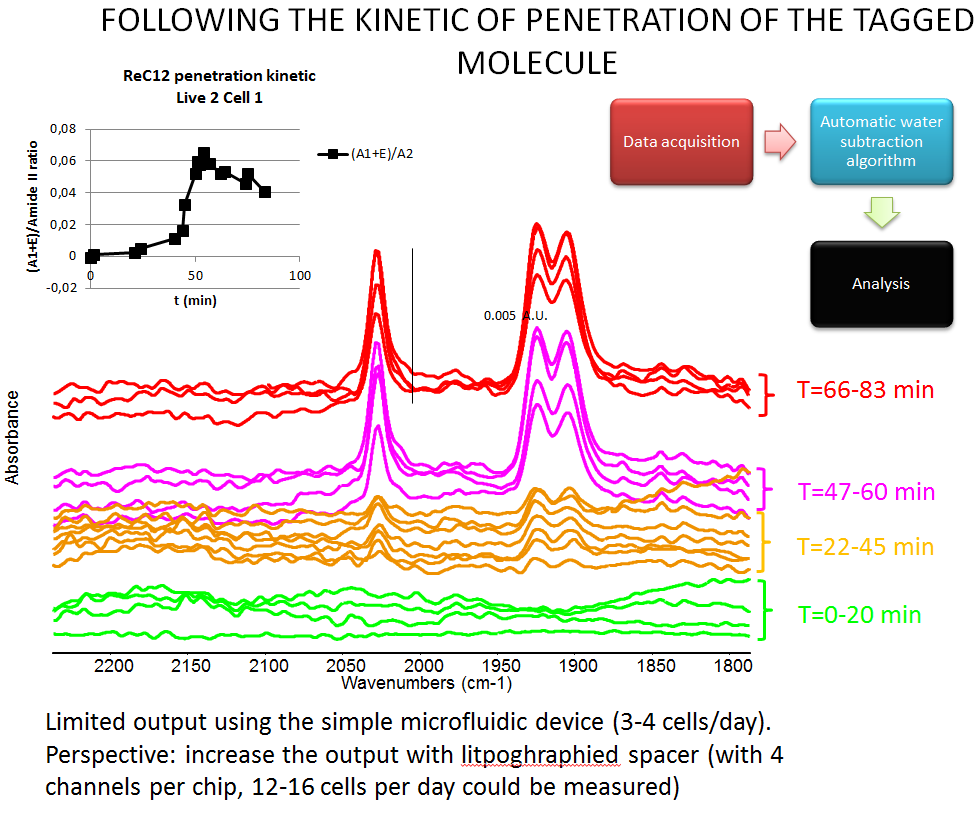 FOLLOWING THE KINETIC OF PENETRATION OF THE TAGGED
MOLECULE
ReC12 penetration kinetic
Live 2 Cell 1
(A1+E)/Amide II ratio
0,08
0,06
0,04
0,02
0
-0,02
0 50 100
t (min)
(A1+E)/A2
Data acquisition
Automatic water
subtraction
algorithm
Analysis
0.005 A.U.
Absorbance
T=66-83 min
T=47-60 min
T=22-45 min
T=0-20 min
2200 2150 2100 2050 2000 1950 1900 1850 1800
Wavenumbers (cm-1)
Limited output using the simple microfluidic device (3-4 cells/day).
Perspective: increase the output with litpoghraphied spacer (with 4
channels per chip, 12-16 cells per day could be measured)